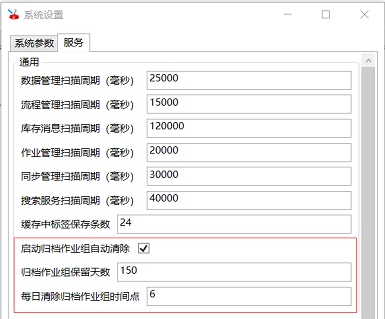 系统设置
系统参数 服务
通用
数据管理扫描周期（毫秒） 25000
流程管理扫描周期（毫秒） 15000
库存消息扫描周期（毫秒） 120000
作业管理扫描周期（毫秒） 20000
同步管理扫描周期（毫秒） 30000
搜索服务扫描周期（毫秒） 40000
缓存中标签保存条数 24
启动归档作业组自动清除
归档作业组保留天数 150
每日清除归档作业组时间点 6